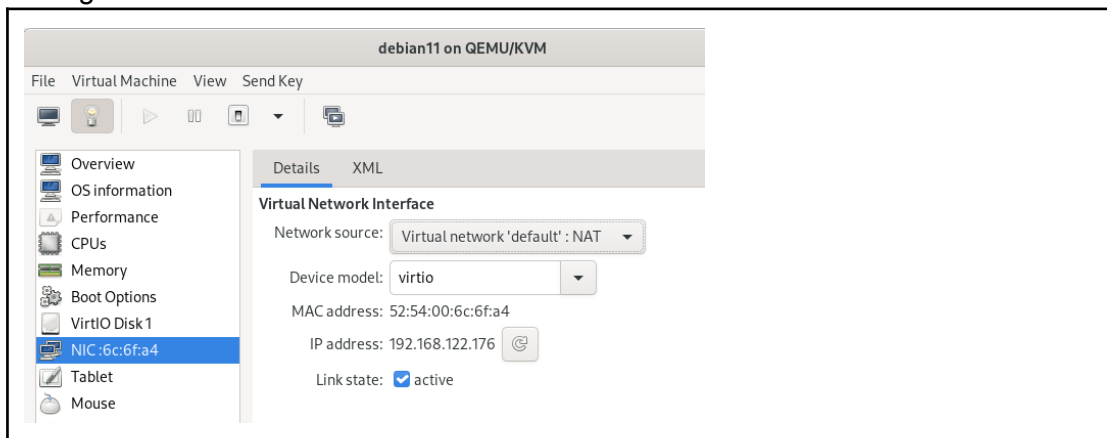 debian11 on QEMU/KVM
File Virtual Machine View Send Key
Overview
OS information
Performance
CPUs
Memory
Boot Options
VirtIO Disk 1
NIC :6c:6f:a4
Tablet
Mouse
Details XML
Virtual Network Interface
Network source: Virtual network 'default' : NAT
Device model: virtio
MAC address: 52:54:00:6c:6f:a4
IP address: 192.168.122.176
Link state: active